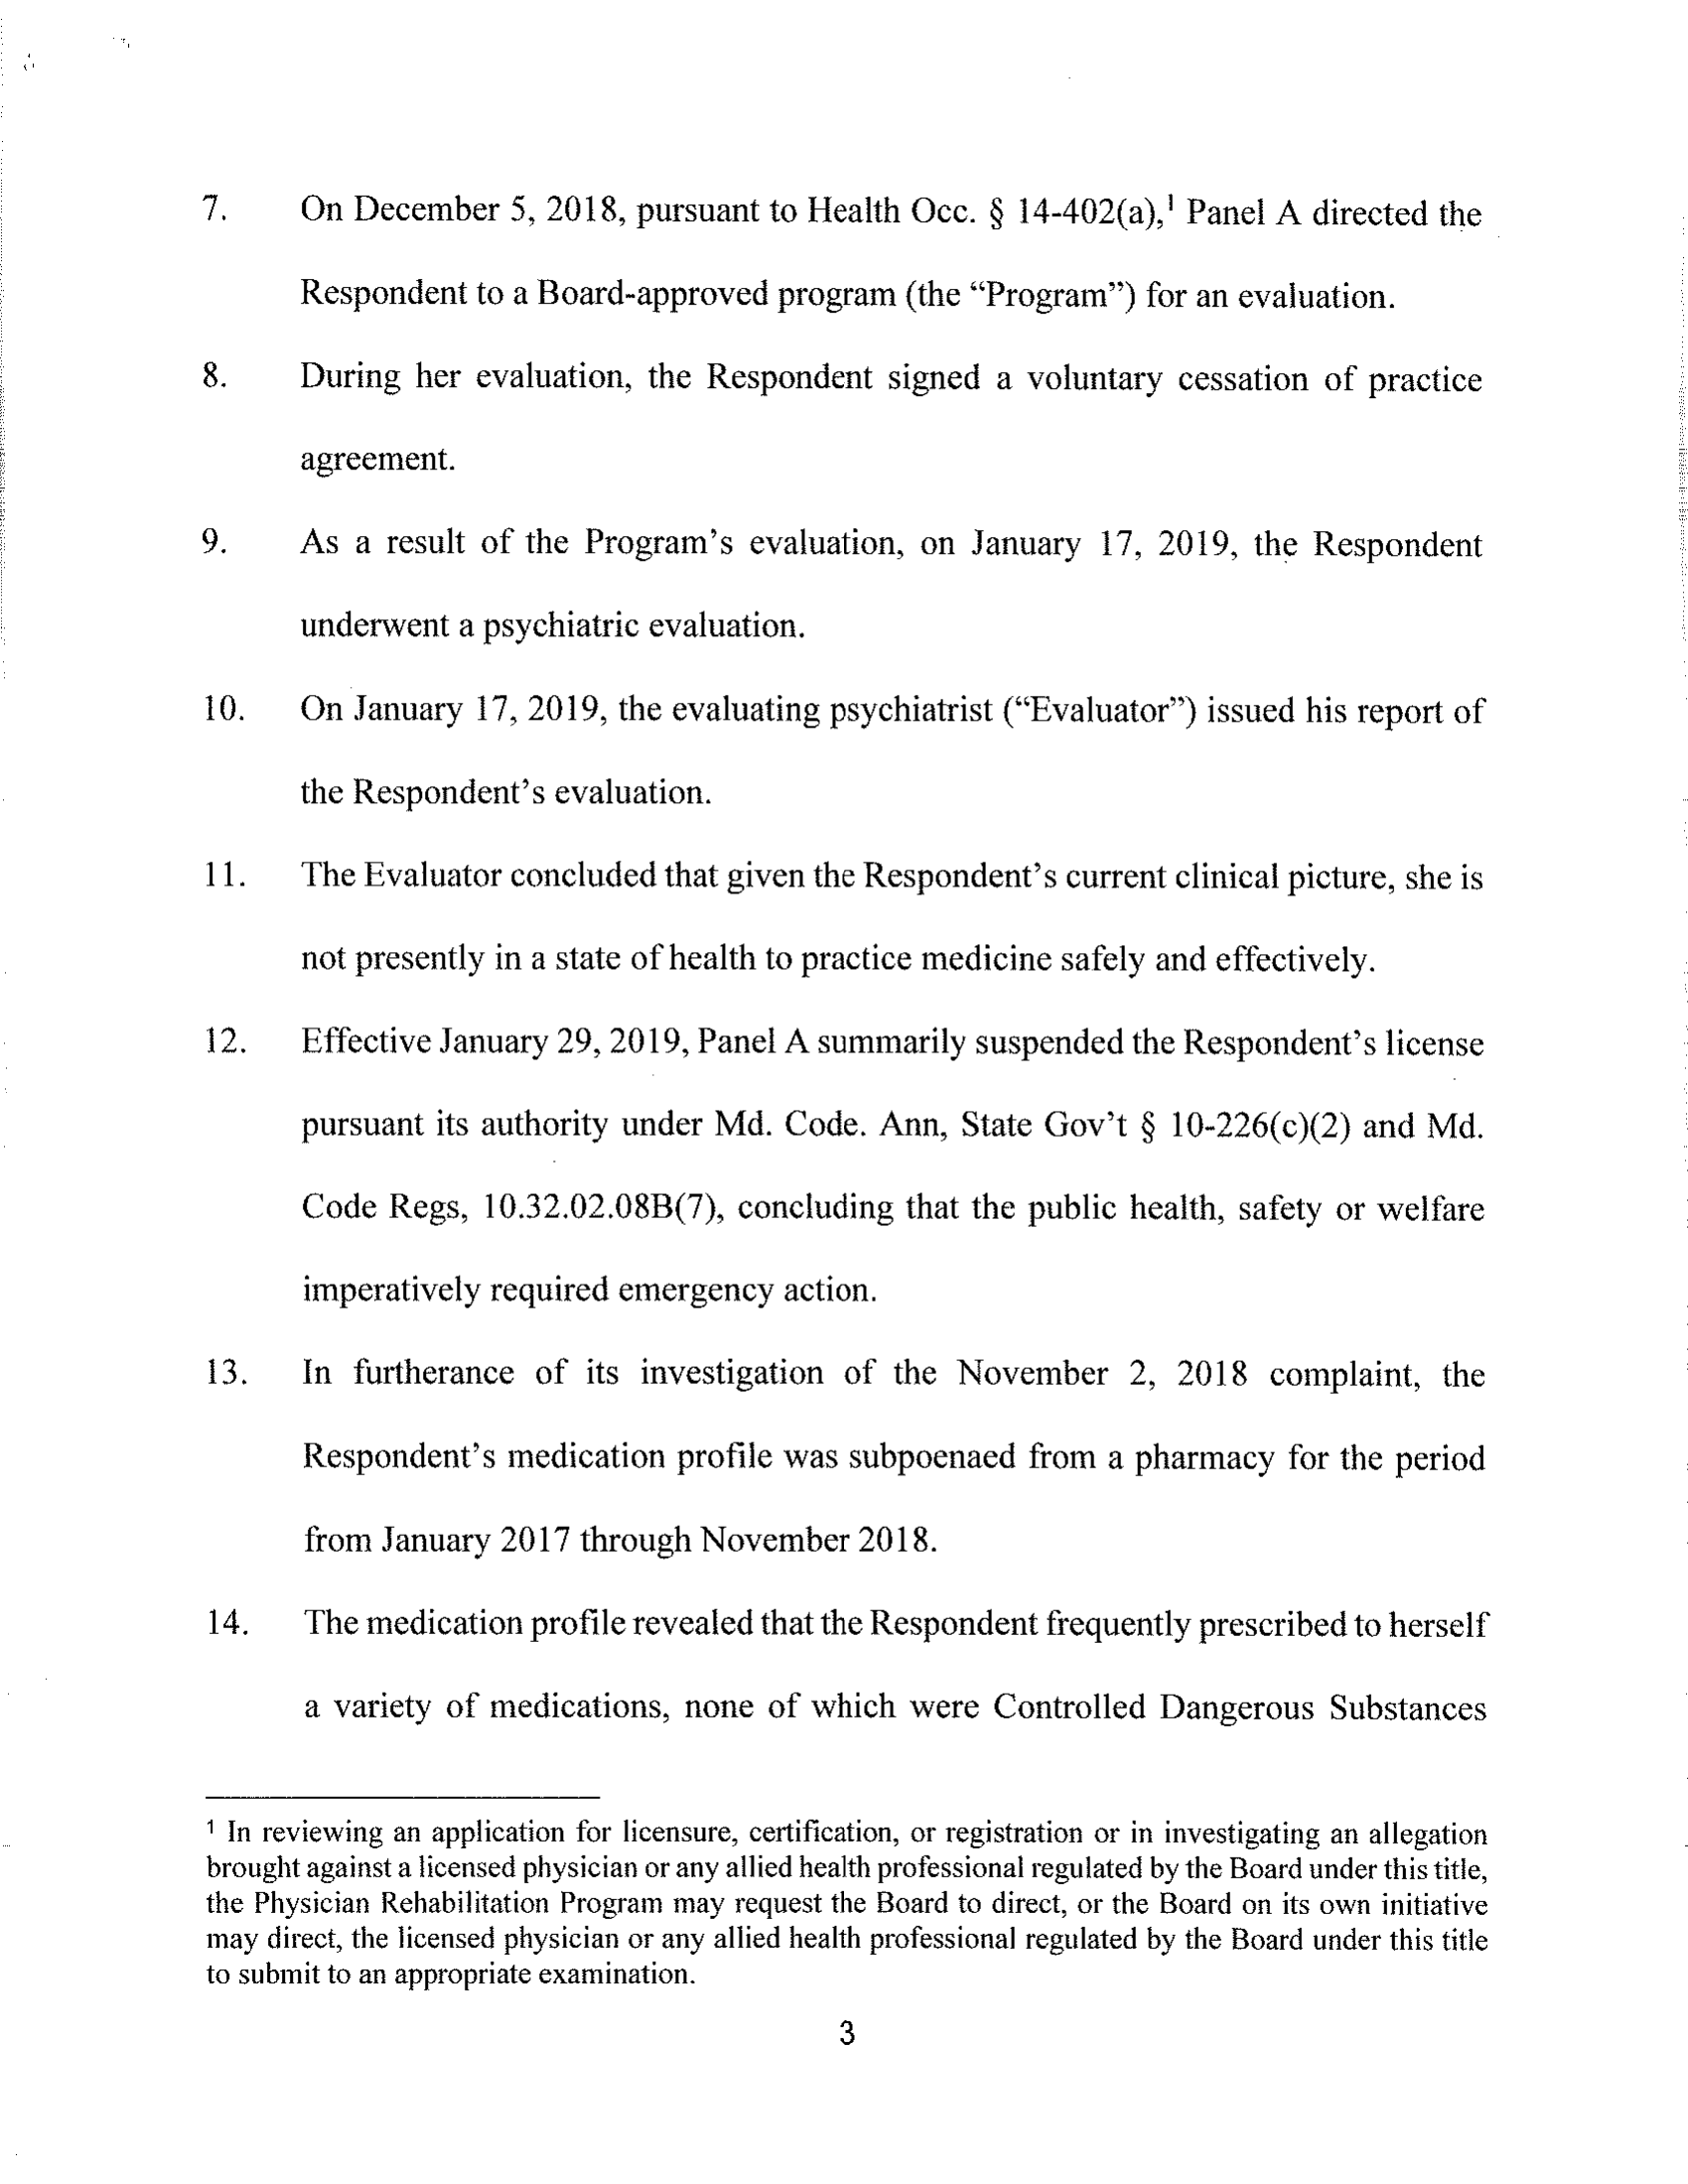 7. On December 5, 2018, pursuant to Health Occ. § 14-402(a),¹ Panel A directed the
Respondent to a Board-approved program (the “Program”) for an evaluation.
8. During her evaluation, the Respondent signed a voluntary cessation of practice
agreement.
9. As a result of the Program’s evaluation, on January 17, 2019, the Respondent
underwent a psychiatric evaluation.
10. On January 17, 2019, the evaluating psychiatrist (“Evaluator”) issued his report of
the Respondent’s evaluation.
11. The Evaluator concluded that given the Respondent’s current clinical picture, she is
not presently in a state of health to practice medicine safely and effectively.
12. Effective January 29, 2019, Panel A summarily suspended the Respondent’s license
pursuant its authority under Md. Code. Ann, State Gov’t § 10-226(c)(2) and Md.
Code Regs, 10.32.02.08B(7), concluding that the public health, safety or welfare
imperatively required emergency action.
13. In furtherance of its investigation of the November 2, 2018 complaint, the
Respondent’s medication profile was subpoenaed from a pharmacy for the period
from January 2017 through November 2018.
14. The medication profile revealed that the Respondent frequently prescribed to herself
a variety of medications, none of which were Controlled Dangerous Substances
¹ In reviewing an application for licensure, certification, or registration or in investigating an allegation
brought against a licensed physician or any allied health professional regulated by the Board under this title,
the Physician Rehabilitation Program may request the Board to direct, or the Board on its own initiative
may direct, the licensed physician or any allied health professional regulated by the Board under this title
to submit to an appropriate examination.
3